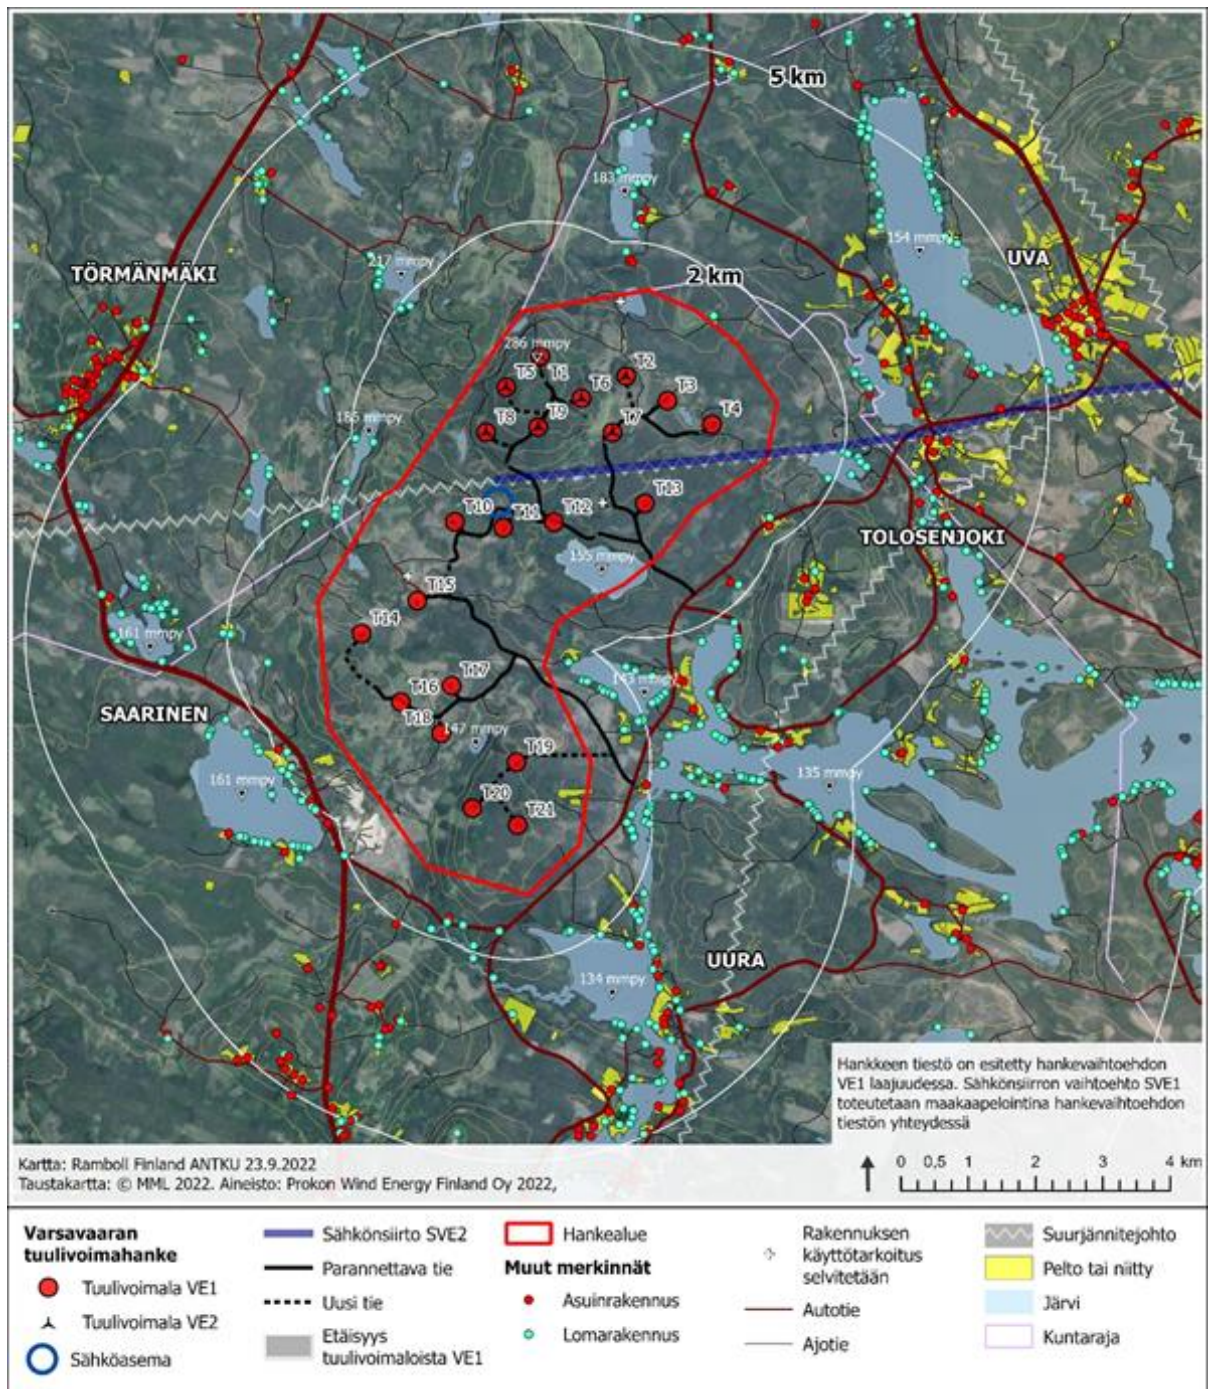 5 km
183 mmpy
154 mmpy
UVA
217 mmpy
TÖRMÄNMÄKI
2 km
286 mmpy
T5
T1
T2
T6
T3
T8
T9
T7
T4
185 mmpy
T10
T11
T12
T13
TOLOSENJOKI
155 mmpy
T15
T14
161 mmpy
T17
T16
143 mmpy
SAARINEN
T18
147 mmpy
T19
161 mmpy
135 mmpy
T20
T21
UURA
134 mmpy
Hankkeen tiestö on esitetty hankevaihtoehdon
VE1 laajuudessa. Sähkönsiirron vaihtoehto SVE1
toteutetaan maakaapelointina hankevaihtoehdon
tiestön yhteydessä
Kartta: Ramboll Finland ANTKU 23.9.2022
Taustakartta: © MML 2022. Aineisto: Prokon Wind Energy Finland Oy 2022,
0 0,5 1 2 3 4 km
Varsavaaran
tuulivoimahanke
Tuulivoimala VE1
Tuulivoimala VE2
Sähköasema
Sähkönsiirto SVE2
Parannettava tie
Uusi tie
Etäisyys
tuulivoimaloista VE1
Hankealue
Muut merkinnät
Asuinrakennus
Lomarakennus
Rakennuksen
käyttötarkoitus
selvitetään
Autotie
Ajotie
Suurjännitejohto
Pelto tai niitty
Järvi
Kuntaraja